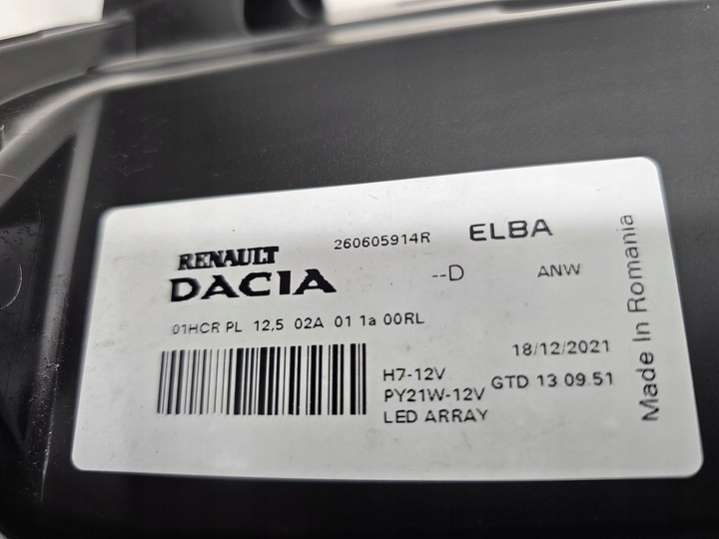 RENAULT 260605914R ELBA
DACIA --D ANW
01HCR PL 12,5 02A 01 1a 00RL
18/12/2021
H7-12V
PY21W-12V GTD 13 09.51
LED ARRAY
Made In Romania